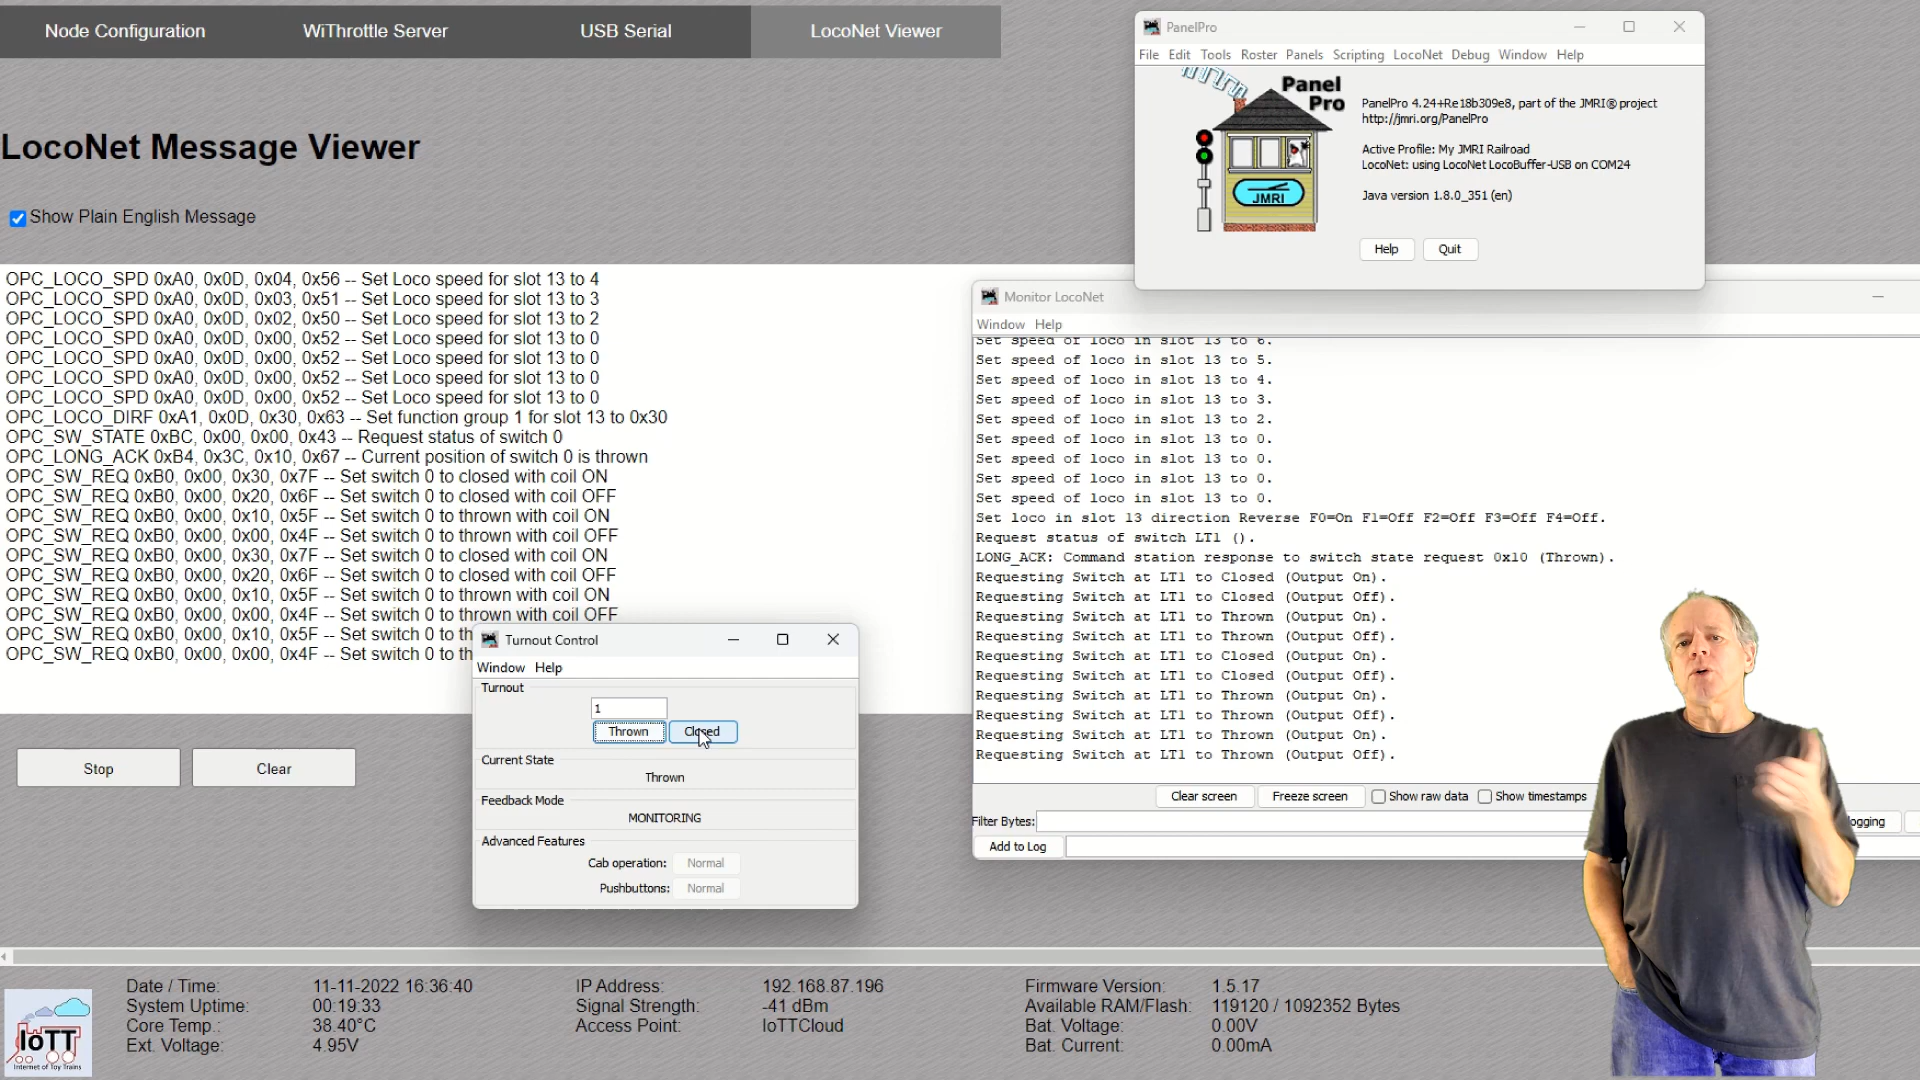 Node Configuration
WiThrottle Server
USB Serial
LocoNet Viewer
LocoNet Message Viewer
Show Plain English Message
OPC_LOCO_SPD 0xA0, 0x0D, 0x04, 0x56 -- Set Loco speed for slot 13 to 4
OPC_LOCO_SPD 0xA0, 0x0D, 0x03, 0x51 -- Set Loco speed for slot 13 to 3
OPC_LOCO_SPD 0xA0, 0x0D, 0x02, 0x50 -- Set Loco speed for slot 13 to 2
OPC_LOCO_SPD 0xA0, 0x0D, 0x00, 0x52 -- Set Loco speed for slot 13 to 0
OPC_LOCO_SPD 0xA0, 0x0D, 0x00, 0x52 -- Set Loco speed for slot 13 to 0
OPC_LOCO_SPD 0xA0, 0x0D, 0x00, 0x52 -- Set Loco speed for slot 13 to 0
OPC_LOCO_SPD 0xA0, 0x0D, 0x00, 0x52 -- Set Loco speed for slot 13 to 0
OPC_LOCO_DIRF 0xA1, 0x0D, 0x30, 0x63 -- Set function group 1 for slot 13 to 0x30
OPC_SW_STATE 0xBC, 0x00, 0x00, 0x43 -- Request status of switch 0
OPC_LONG_ACK 0xB4, 0x3C, 0x10, 0x67 -- Current position of switch 0 is thrown
OPC_SW_REQ 0xB0, 0x00, 0x30, 0x7F -- Set switch 0 to closed with coil ON
OPC_SW_REQ 0xB0, 0x00, 0x20, 0x6F -- Set switch 0 to closed with coil OFF
OPC_SW_REQ 0xB0, 0x00, 0x10, 0x5F -- Set switch 0 to thrown with coil ON
OPC_SW_REQ 0xB0, 0x00, 0x00, 0x4F -- Set switch 0 to thrown with coil OFF
OPC_SW_REQ 0xB0, 0x00, 0x30, 0x7F -- Set switch 0 to closed with coil ON
OPC_SW_REQ 0xB0, 0x00, 0x20, 0x6F -- Set switch 0 to closed with coil OFF
OPC_SW_REQ 0xB0, 0x00, 0x10, 0x5F -- Set switch 0 to thrown with coil ON
OPC_SW_REQ 0xB0, 0x00, 0x00, 0x4F -- Set switch 0 to thrown with coil OFF
OPC_SW_REQ 0xB0, 0x00, 0x10, 0x5F -- Set switch 0 to th
OPC_SW_REQ 0xB0, 0x00, 0x00, 0x4F -- Set switch 0 to th
Stop
Clear
PanelPro
File Edit Tools Roster Panels Scripting LocoNet Debug Window Help
Panel
Pro
JMRI
PanelPro 4.24+Re18b309e8, part of the JMRI® project
http://jmri.org/PanelPro
Active Profile: My JMRI Railroad
LocoNet: using LocoNet LocoBuffer-USB on COM24
Java version 1.8.0_351 (en)
Help
Quit
Monitor LocoNet
Window Help
Set speed of loco in slot 13 to 6.
Set speed of loco in slot 13 to 5.
Set speed of loco in slot 13 to 4.
Set speed of loco in slot 13 to 3.
Set speed of loco in slot 13 to 2.
Set speed of loco in slot 13 to 0.
Set speed of loco in slot 13 to 0.
Set speed of loco in slot 13 to 0.
Set speed of loco in slot 13 to 0.
Set loco in slot 13 direction Reverse F0=On F1=Off F2=Off F3=Off F4=Off.
Request status of switch LT1 ().
LONG_ACK: Command station response to switch state request 0x10 (Thrown).
Requesting Switch at LT1 to Closed (Output On).
Requesting Switch at LT1 to Closed (Output Off).
Requesting Switch at LT1 to Thrown (Output On).
Requesting Switch at LT1 to Thrown (Output Off).
Requesting Switch at LT1 to Closed (Output On).
Requesting Switch at LT1 to Closed (Output Off).
Requesting Switch at LT1 to Thrown (Output On).
Requesting Switch at LT1 to Thrown (Output Off).
Requesting Switch at LT1 to Thrown (Output On).
Requesting Switch at LT1 to Thrown (Output Off).
Clear screen
Freeze screen
Show raw data
Show timestamps
Filter Bytes:
ogging
Add to Log
Turnout Control
Window Help
Turnout
1
Thrown
Closed
Current State
Thrown
Feedback Mode
MONITORING
Advanced Features
Cab operation: Normal
Pushbuttons: Normal
IoTT
Internet of Toy Trains
Date / Time: 11-11-2022 16:36:40
System Uptime: 00:19:33
Core Temp.: 38.40°C
Ext. Voltage: 4.95V
IP Address: 192.168.87.196
Signal Strength: -41 dBm
Access Point: IoTTCloud
Firmware Version: 1.5.17
Available RAM/Flash: 119120 / 1092352 Bytes
Bat. Voltage: 0.00V
Bat. Current: 0.00mA